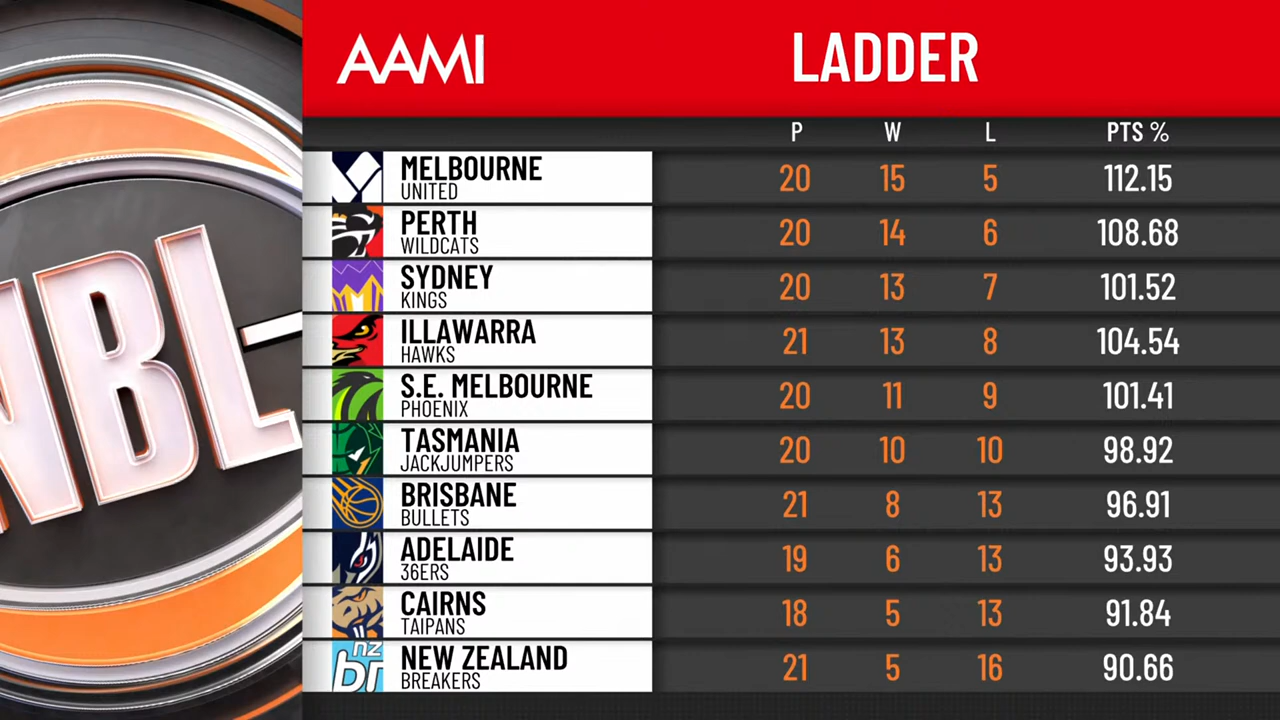 NBL
AAMI
LADDER
P W L PTS %
MELBOURNE
UNITED
20 15 5 112.15
PERTH
WILDCATS
20 14 6 108.68
SYDNEY
KINGS
20 13 7 101.52
ILLAWARRA
HAWKS
21 13 8 104.54
S.E. MELBOURNE
PHOENIX
20 11 9 101.41
TASMANIA
JACKJUMPERS
20 10 10 98.92
BRISBANE
BULLETS
21 8 13 96.91
ADELAIDE
36ERS
19 6 13 93.93
CAIRNS
TAIPANS
18 5 13 91.84
nz
br
NEW ZEALAND
BREAKERS
21 5 16 90.66